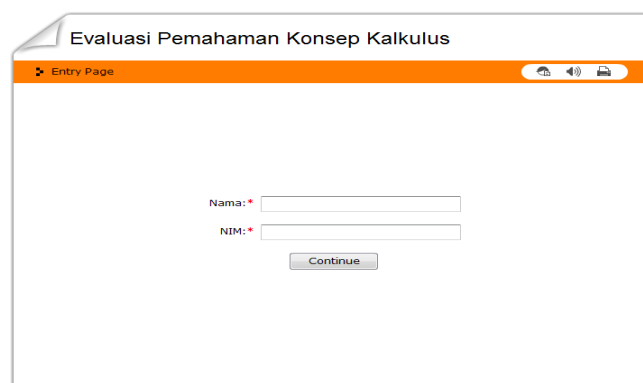 Evaluasi Pemahaman Konsep Kalkulus
Entry Page
Nama:*
NIM:*
Continue